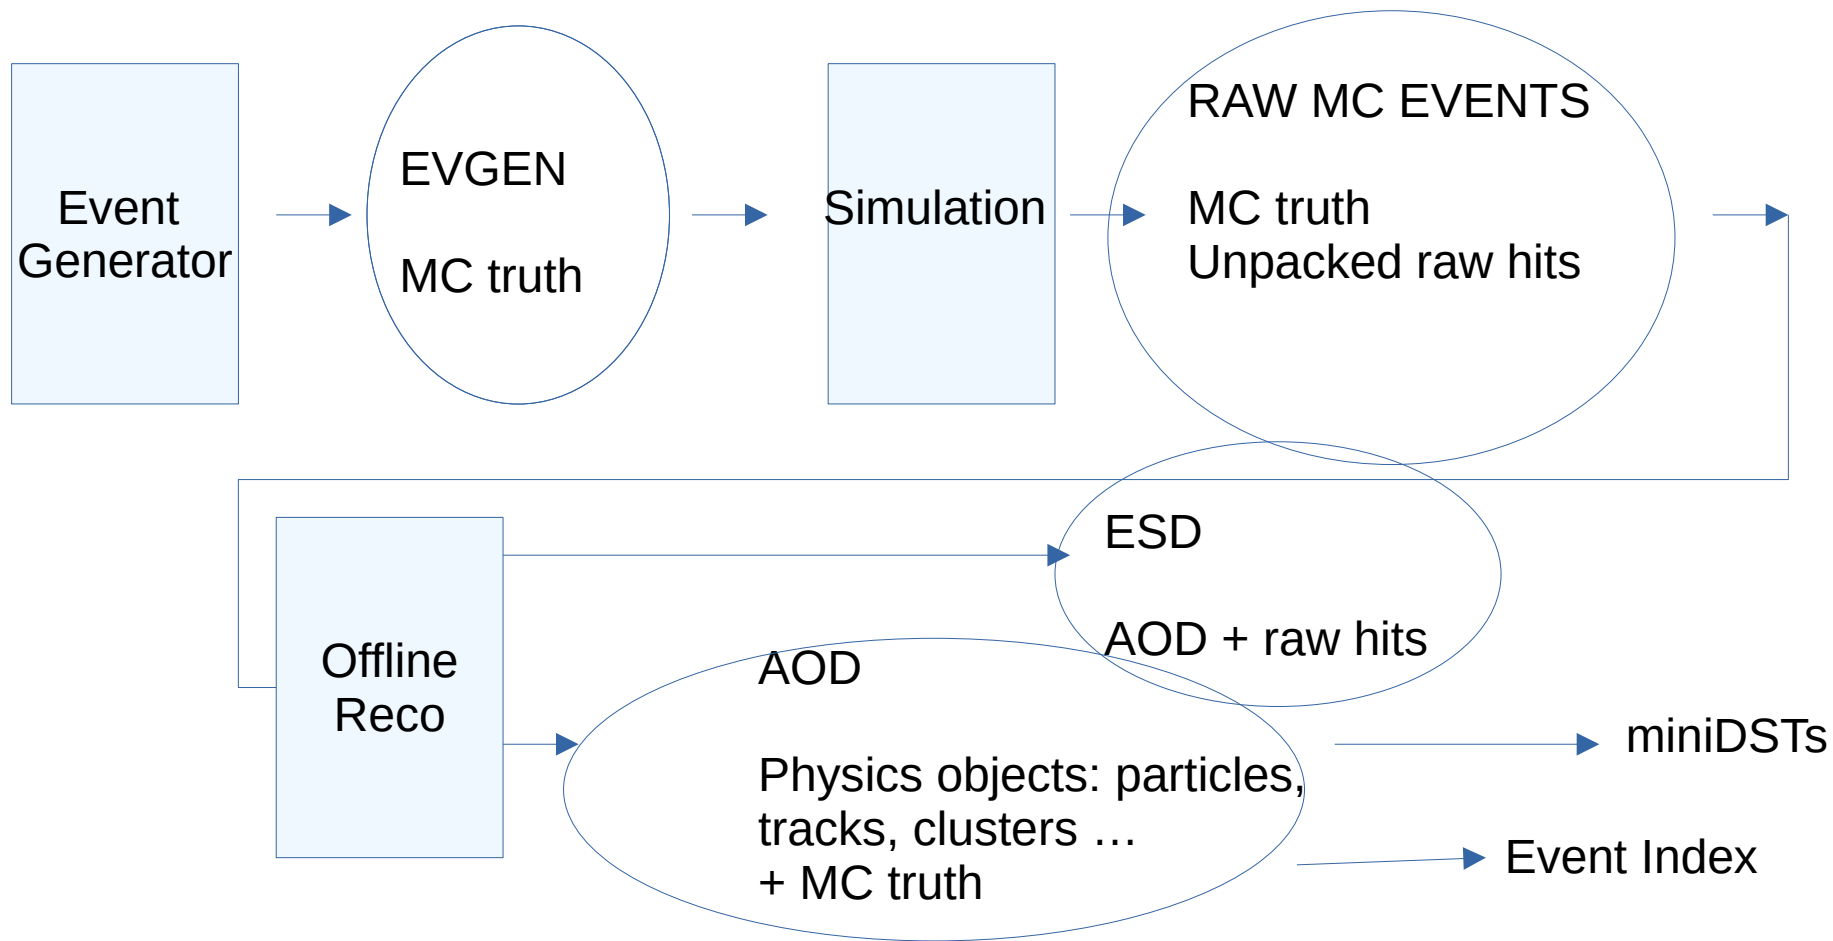 Event
Generator
EVGEN
MC truth
Simulation
RAW MC EVENTS
MC truth
Unpacked raw hits
Offline
Reco
ESD
AOD + raw hits
AOD
Physics objects: particles,
tracks, clusters …
+ MC truth
miniDSTs
Event Index